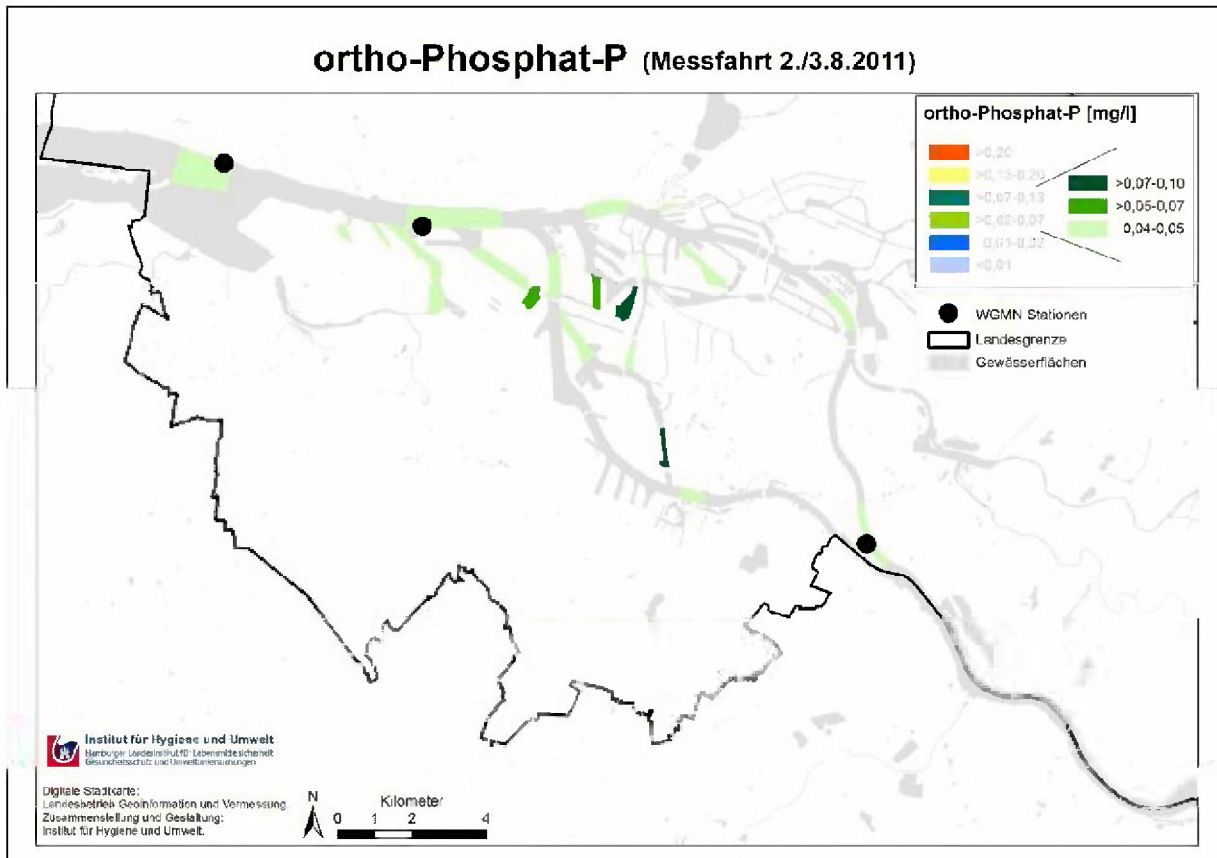 ortho-Phosphat-P (Messfahrt 2./3.8.2011)
ortho-Phosphat-P [mg/l]
>0,20
>0,13-0,20
>0,07-0,13
>0,02-0,07
0,01-0,02
<0,01
>0,07-0,10
>0,05-0,07
0,04-0,05
WGMN Stationen
Landesgrenze
Gewässerflächen
Institut für Hygiene und Umwelt
Hamburger Landesinstitut für Lebensmittelsicherheit
Gesundheitsschutz und Umweltuntersuchungen
Digitale Stadtkarte:
Landesbetrieb Geoinformation und Vermessung
Zusammenstellung und Gestaltung:
Institut für Hygiene und Umwelt.
N
Kilometer
0 1 2 4